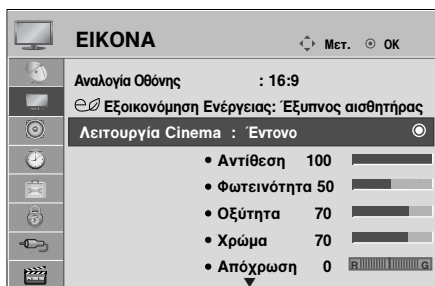 ΕΙΚΟΝΑ Μετ. OK
Αναλογία Οθόνης : 16:9
Εξοικονόμηση Ενέργειας: Έξυπνος αισθητήρας
Λειτουργία Cinema : Έντονο
• Αντίθεση 100
• Φωτεινότητα 50
• Οξύτητα 70
• Χρώμα 70
• Απόχρωση 0 R G